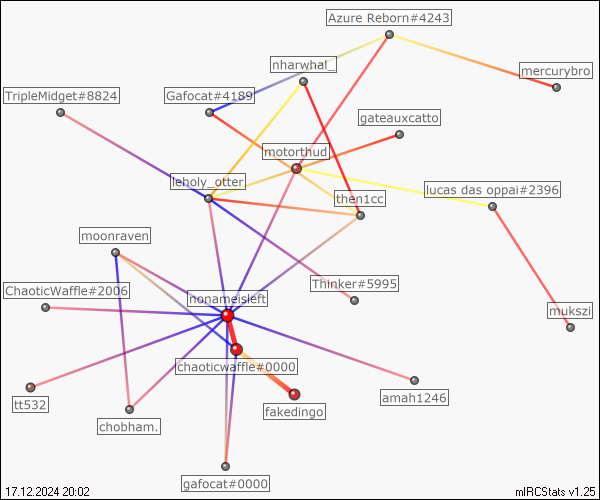 Azure Reborn#4243
nharwhal_
mercurybro
TripleMidget#8824
Gafocat#4189
gateauxcatto
motorthud
leholy_otter
lucas das oppai#2396
then1cc
moonraven
ChaoticWaffle#2006
nonameisleft
Thinker#5995
mukszi
chaoticwaffle#0000
tt532
fakedingo
amah1246
chobham.
gafocat#0000
17.12.2024 20:02
mIRCStats v1.25